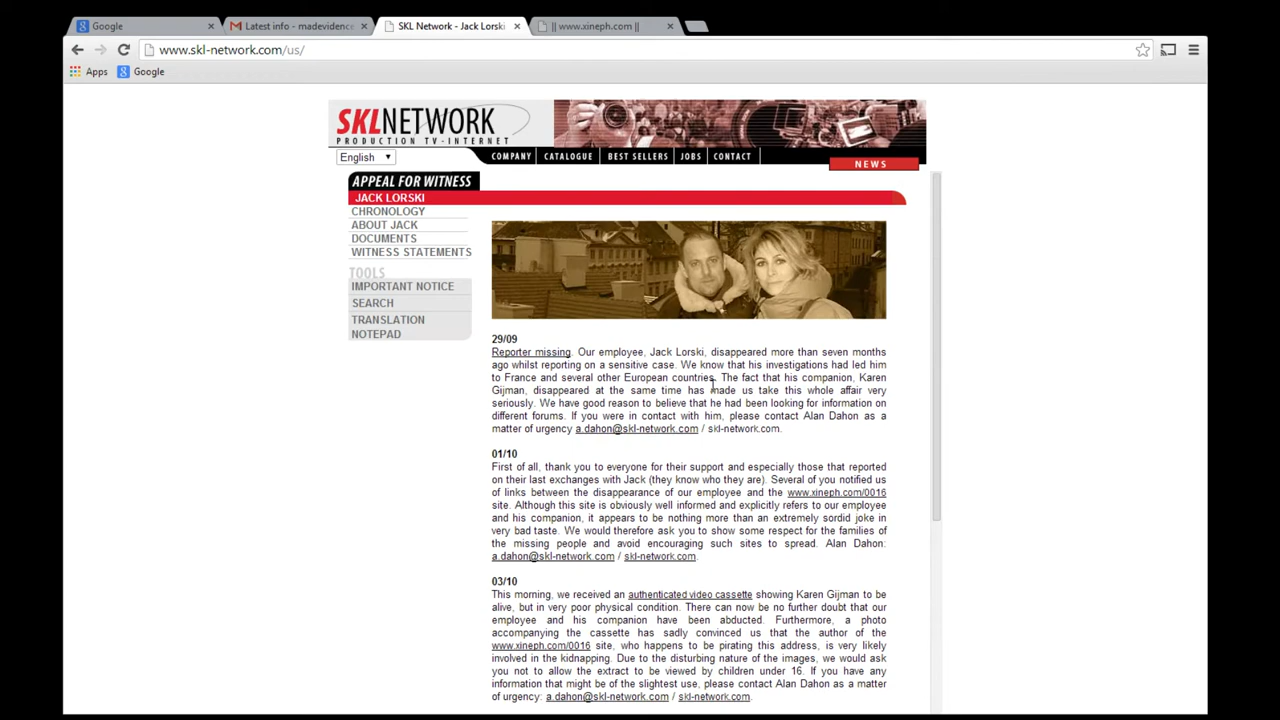 Google
Latest info - madevidence
SKL Network - Jack Lorski
|| www.xineph.com ||
www.skl-network.com/us/
Apps Google
SKLNETWORK
PRODUCTION TV-INTERNET
English
COMPANY CATALOGUE BEST SELLERS JOBS CONTACT
NEWS
APPEAL FOR WITNESS
JACK LORSKI
CHRONOLOGY
ABOUT JACK
DOCUMENTS
WITNESS STATEMENTS
TOOLS
IMPORTANT NOTICE
SEARCH
TRANSLATION
NOTEPAD
29/09
Reporter missing. Our employee, Jack Lorski, disappeared more than seven months
ago whilst reporting on a sensitive case. We know that his investigations had led him
to France and several other European countries. The fact that his companion, Karen
Gijman, disappeared at the same time has made us take this whole affair very
seriously. We have good reason to believe that he had been looking for information on
different forums. If you were in contact with him, please contact Alan Dahon as a
matter of urgency a.dahon@skl-network.com / skl-network.com.
01/10
First of all, thank you to everyone for their support and especially those that reported
on their last exchanges with Jack (they know who they are). Several of you notified us
of links between the disappearance of our employee and the www.xineph.com/0016
site. Although this site is obviously well informed and explicitly refers to our employee
and his companion, it appears to be nothing more than an extremely sordid joke in
very bad taste. We would therefore ask you to show some respect for the families of
the missing people and avoid encouraging such sites to spread. Alan Dahon:
a.dahon@skl-network.com / skl-network.com.
03/10
This morning, we received an authenticated video cassette showing Karen Gijman to be
alive, but in very poor physical condition. There can now be no further doubt that our
employee and his companion have been abducted. Furthermore, a photo
accompanying the cassette has sadly convinced us that the author of the
www.xineph.com/0016 site, who happens to be pirating this address, is very likely
involved in the kidnapping. Due to the disturbing nature of the images, we would ask
you not to allow the extract to be viewed by children under 16. If you have any
information that might be of the slightest use, please contact Alan Dahon as a matter
of urgency: a.dahon@skl-network.com / skl-network.com.